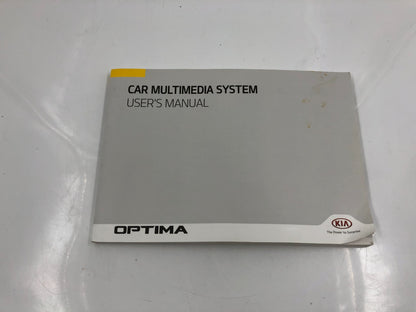 CAR MULTIMEDIA SYSTEM
USER'S MANUAL
OPTIMA
KIA
The Power to Surprise